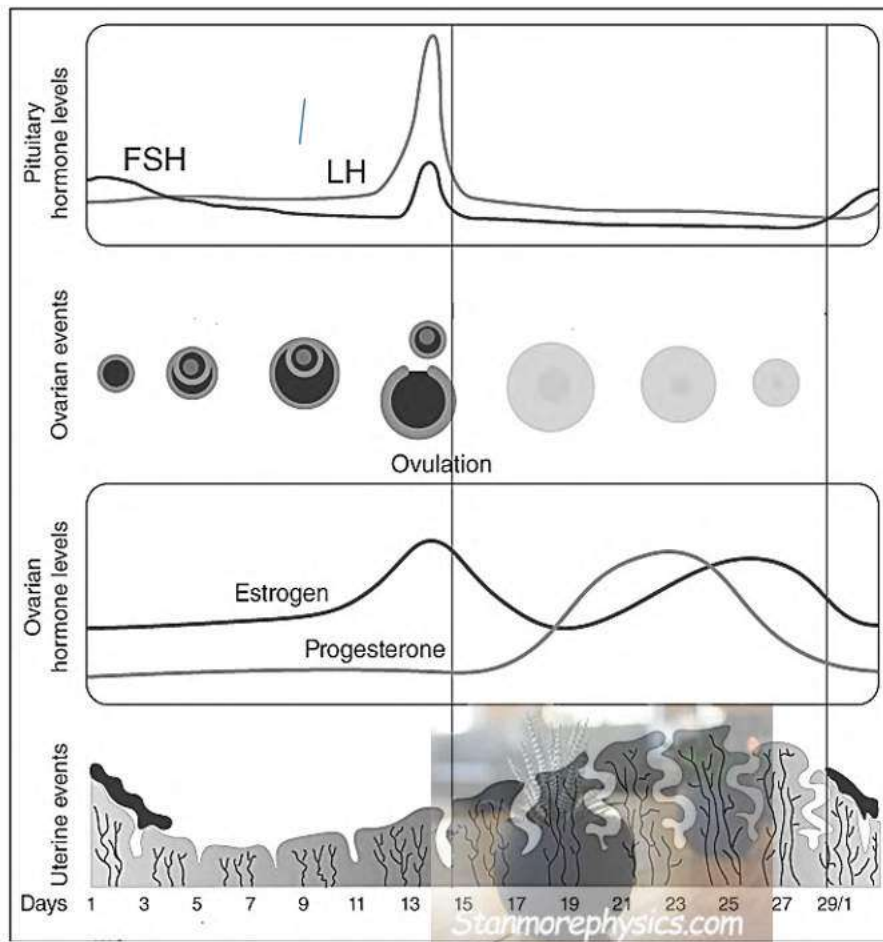 Pituitary
hormone levels
FSH
LH
Ovarian events
Ovulation
Ovarian
hormone levels
Estrogen
Progesterone
Uterine events
Days 1 3 5 7 9 11 13 15 17 19 21 23 25 27 29/1
Stanmorephysics.com